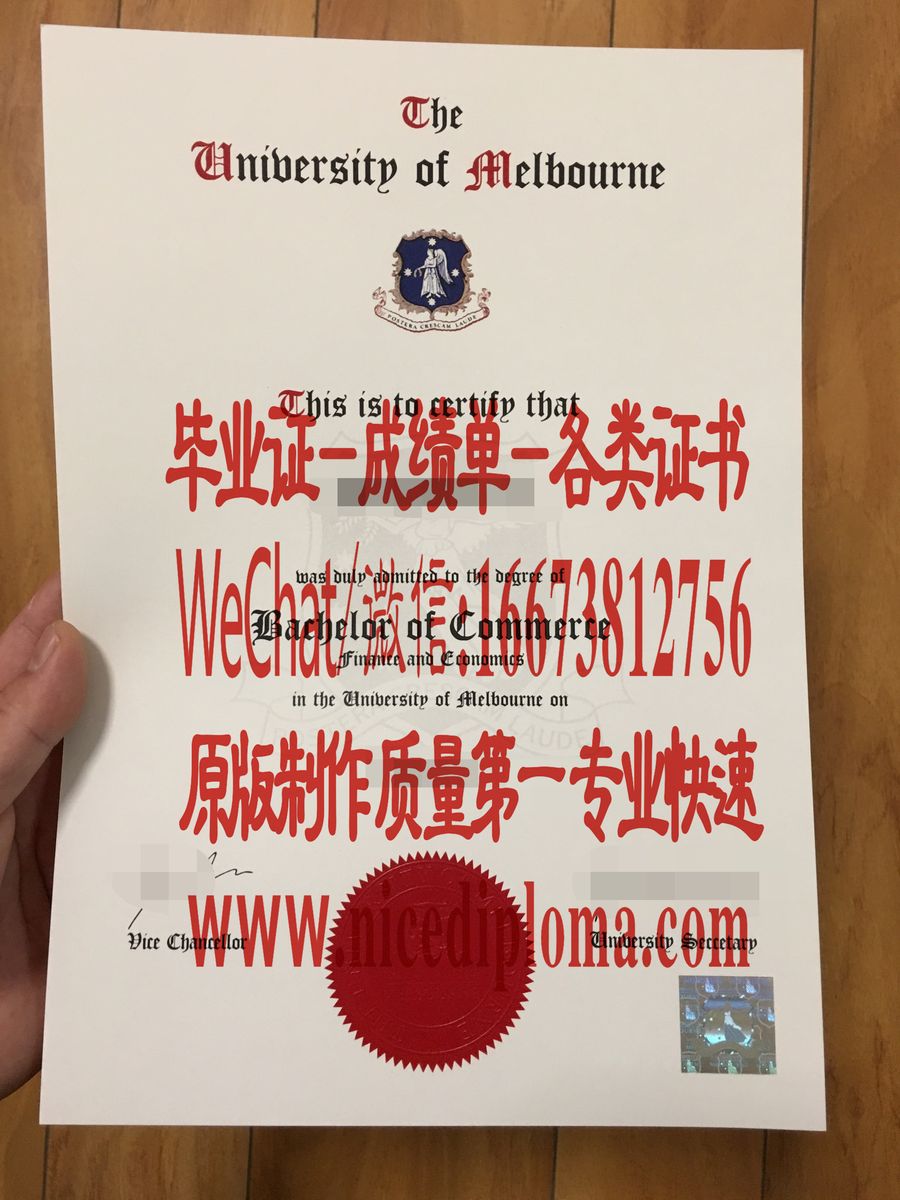 The
University of Melbourne
POSTERA CRESCAM LAUDE
This is to certify that
毕业证-成绩单-各类证书
was duly admitted to the degree of
WeChat/微信:16673812756
Bachelor of Commerce
Finance and Economics
in the University of Melbourne on
原版制作 质量第一专业快速
www.nicediploma.com
Vice Chancellor
University Seccetary